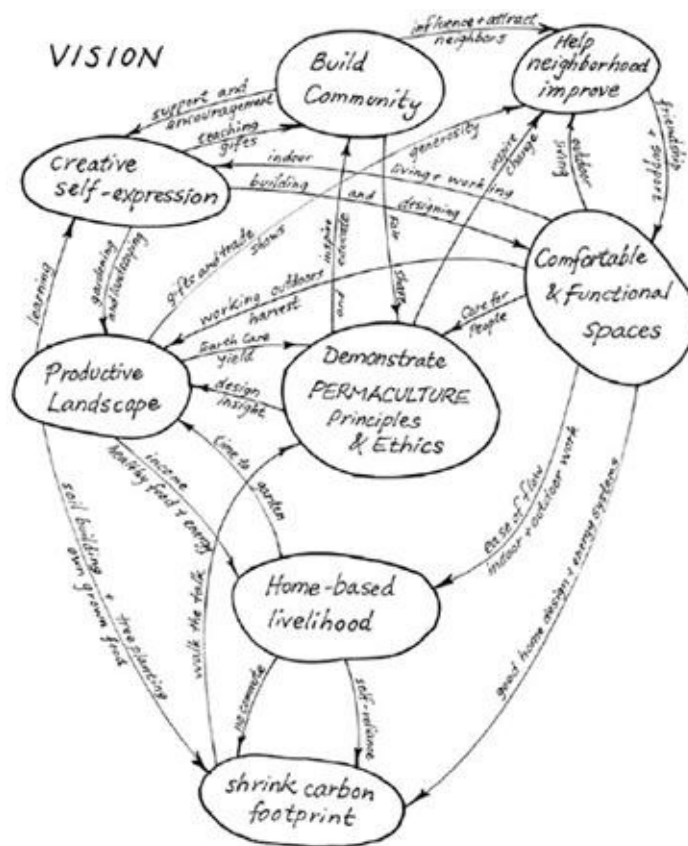 VISION
influence + attract
neighbors
Build
Community
Help
neighborhood
improve
support and
encouragement
teaching
gifts
generosity
inspire
change
outdoor
living
friendship
+ support
Creative
self-expression
indoor
living + working
building and designing
learning
gardening
and landscaping
gifts and trade
shows
inspire
and educate
fair
share
Comfortable
& Functional
Spaces
working outdoors
harvest
Care for
People
Earth Care
yield
design
insight
Productive
Landscape
Demonstrate
PERMACULTURE
Principles
& Ethics
income
healthy food + energy
time to
garden
ease of flow
indoor + outdoor work
soil building + tree planting
own grown food
walk the talk
good home design + energy systems
Home-based
livelihood
no commute
self-reliance
shrink carbon
footprint